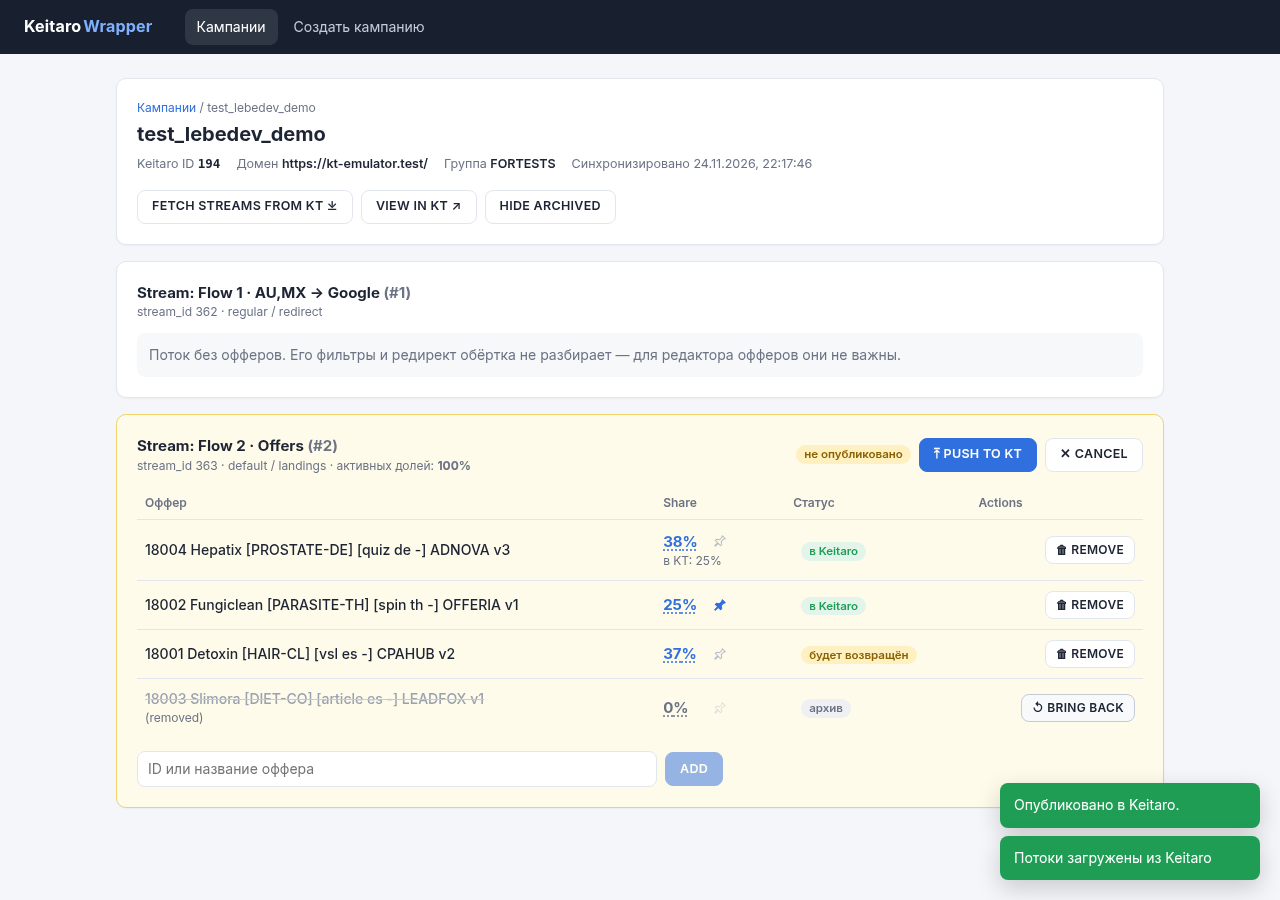 KeitaroWrapper Кампании Создать кампанию
Кампании / test_lebedev_demo
test_lebedev_demo
Keitaro ID 194 Домен https://kt-emulator.test/ Группа FORTESTS Синхронизировано 24.11.2026, 22:17:46
FETCH STREAMS FROM KT VIEW IN KT ↗ HIDE ARCHIVED
Stream: Flow 1 · AU,MX → Google (#1)
stream_id 362 · regular / redirect
Поток без офферов. Его фильтры и редирект обёртка не разбирает — для редактора офферов они не важны.
Stream: Flow 2 · Offers (#2)
stream_id 363 · default / landings · активных долей: 100%
не опубликовано PUSH TO KT ✕ CANCEL
Оффер Share Статус Actions
18004 Hepatix [PROSTATE-DE] [quiz de -] ADNOVA v3 38% в Keitaro REMOVE
в КТ: 25%
18002 Fungiclean [PARASITE-TH] [spin th -] OFFERIA v1 25% в Keitaro REMOVE
18001 Detoxin [HAIR-CL] [vsl es -] CPAHUB v2 37% будет возвращён REMOVE
18003 Slimora [DIET-CO] [article es -] LEADFOX v1 0% архив BRING BACK
(removed)
ID или название оффера ADD
Опубликовано в Keitaro.
Потоки загружены из Keitaro